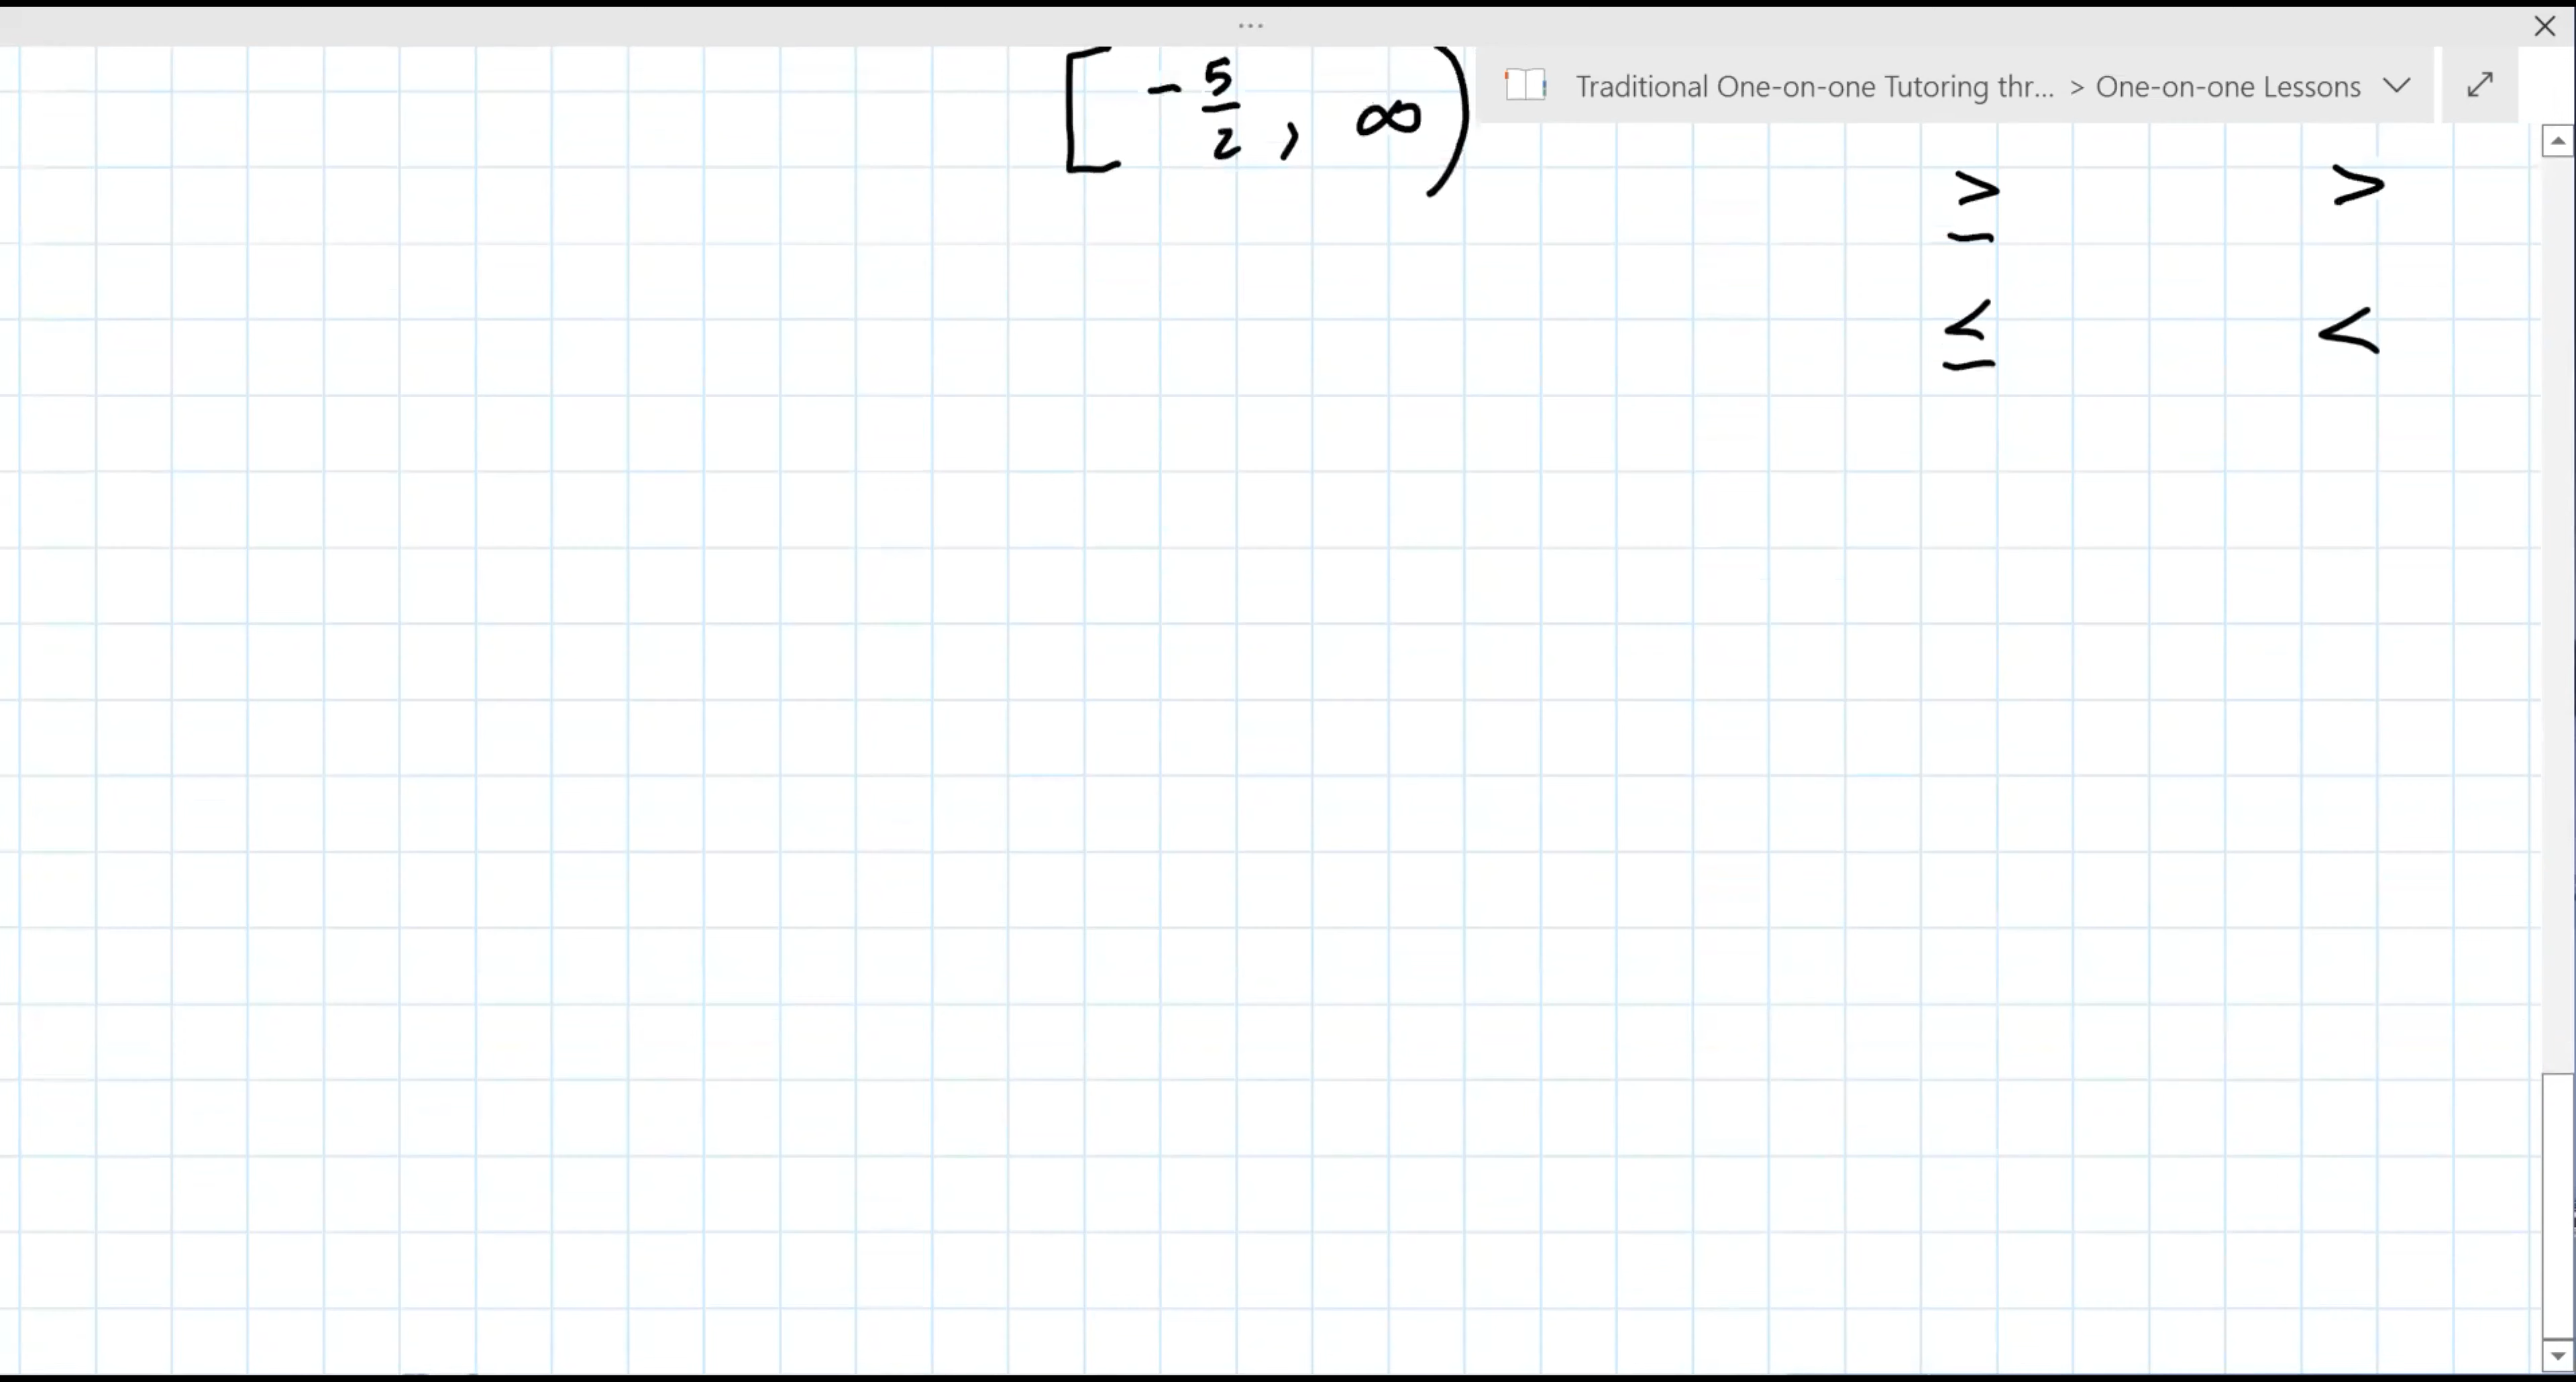 ...
Traditional One-on-one Tutoring thr... > One-on-one Lessons
[-5/2, ∞)
≥ >
≤ <